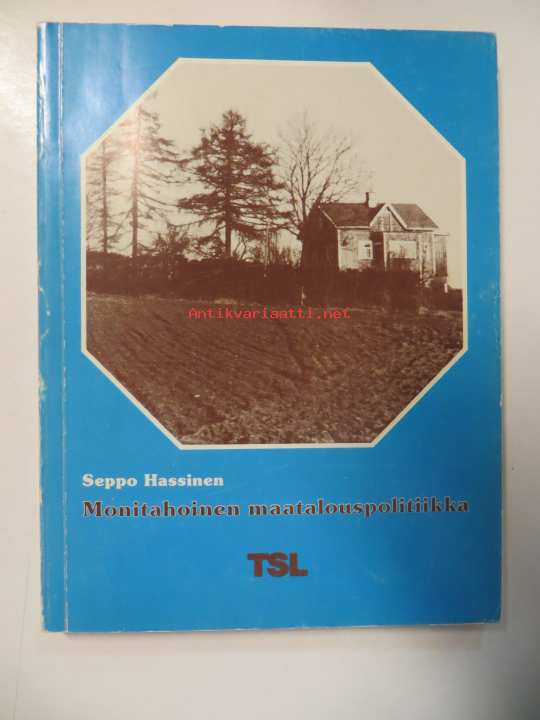 Antikvariaatti.net
Seppo Hassinen
Monitahoinen maatalouspolitiikka
TSL